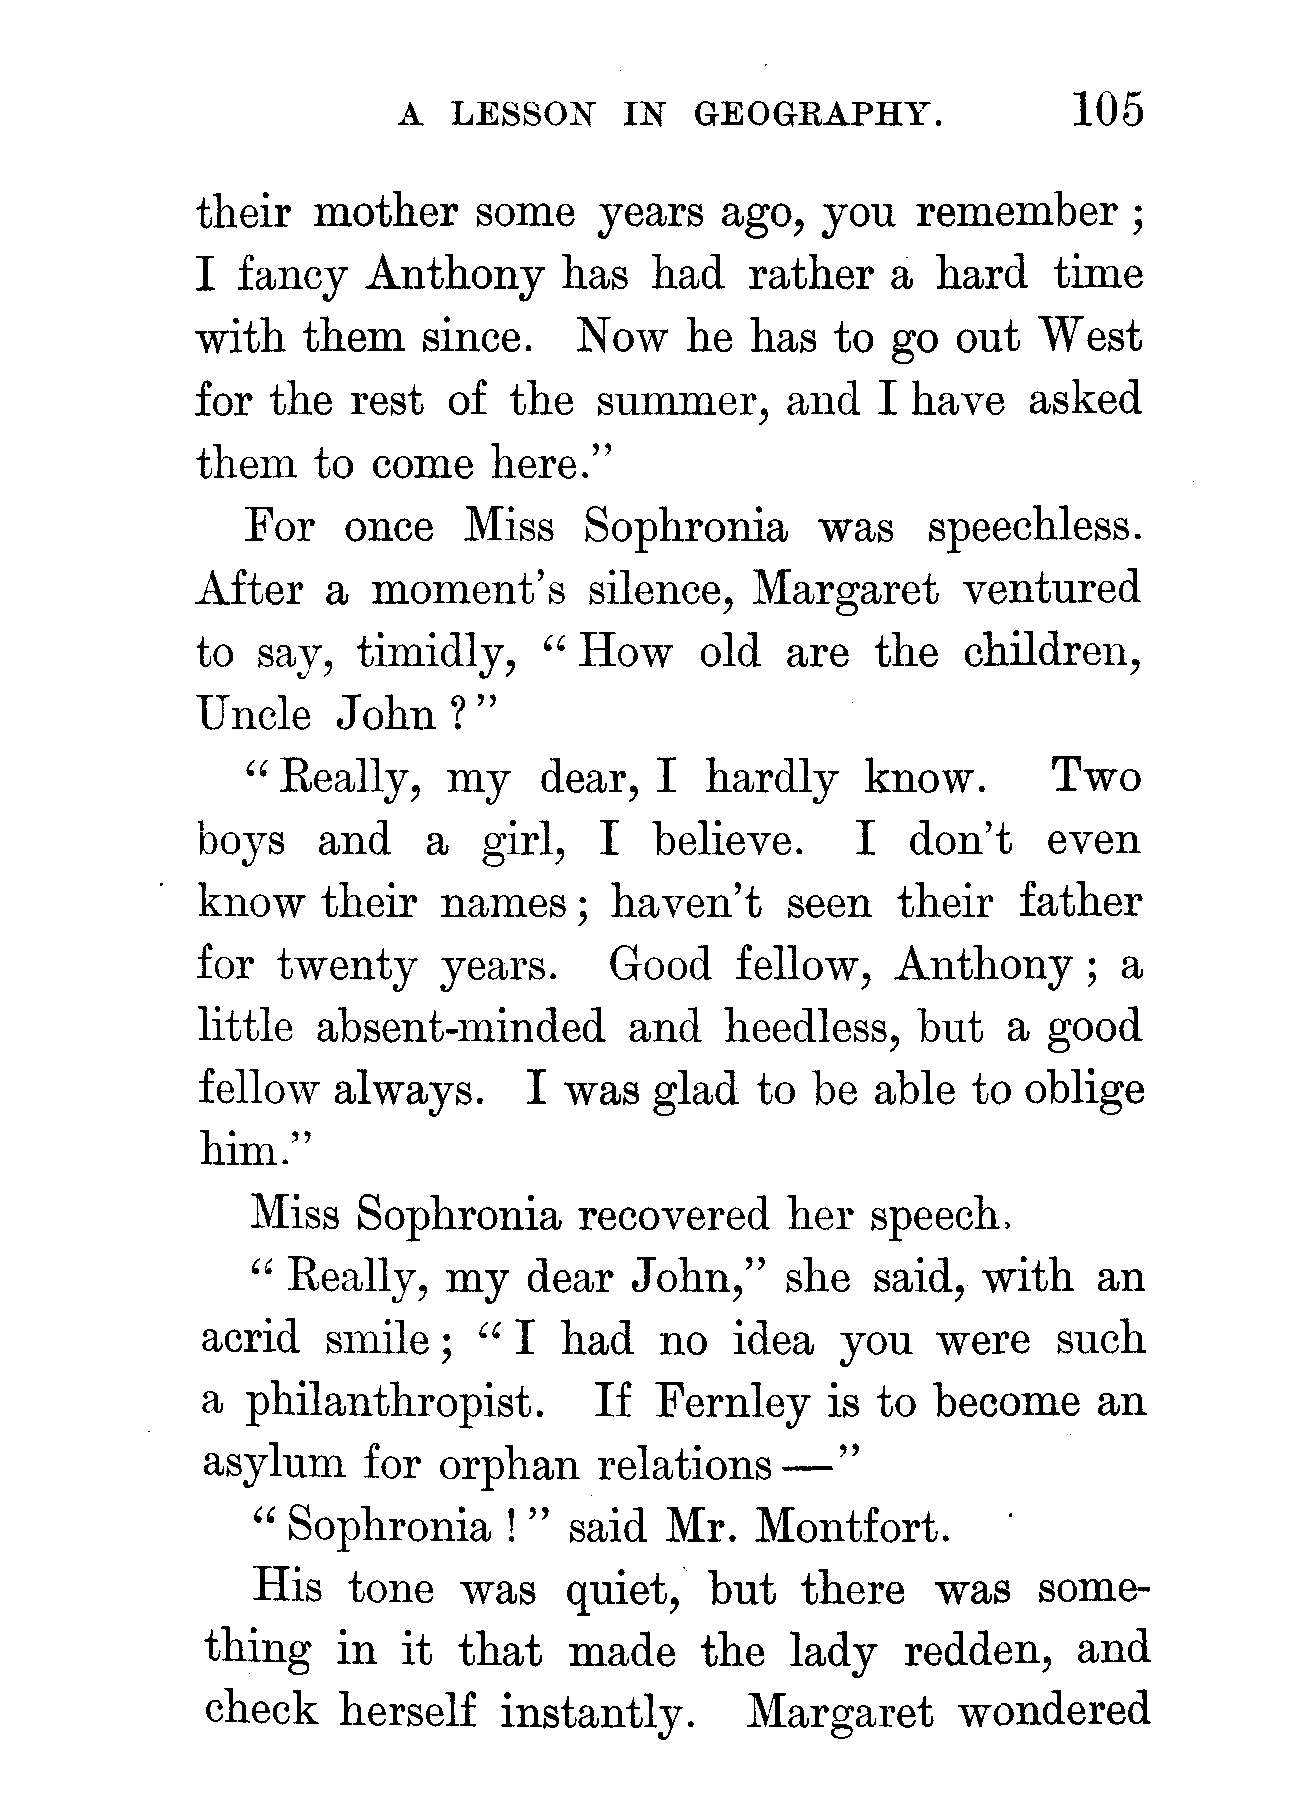 A LESSON IN GEOGRAPHY. 105
their mother some years ago, you remember ;
I fancy Anthony has had rather a hard time
with them since. Now he has to go out West
for the rest of the summer, and I have asked
them to come here.”
For once Miss Sophronia was speechless.
After a moment’s silence, Margaret ventured
to say, timidly, “ How old are the children,
Uncle John ? ”
“ Really, my dear, I hardly know. Two
boys and a girl, I believe. I don’t even
know their names ; haven’t seen their father
for twenty years. Good fellow, Anthony ; a
little absent-minded and heedless, but a good
fellow always. I was glad to be able to oblige
him.”
Miss Sophronia recovered her speech.
“ Really, my dear John,” she said, with an
acrid smile ; “ I had no idea you were such
a philanthropist. If Fernley is to become an
asylum for orphan relations — ”
“ Sophronia ! ” said Mr. Montfort.
His tone was quiet, but there was some-
thing in it that made the lady redden, and
check herself instantly. Margaret wondered